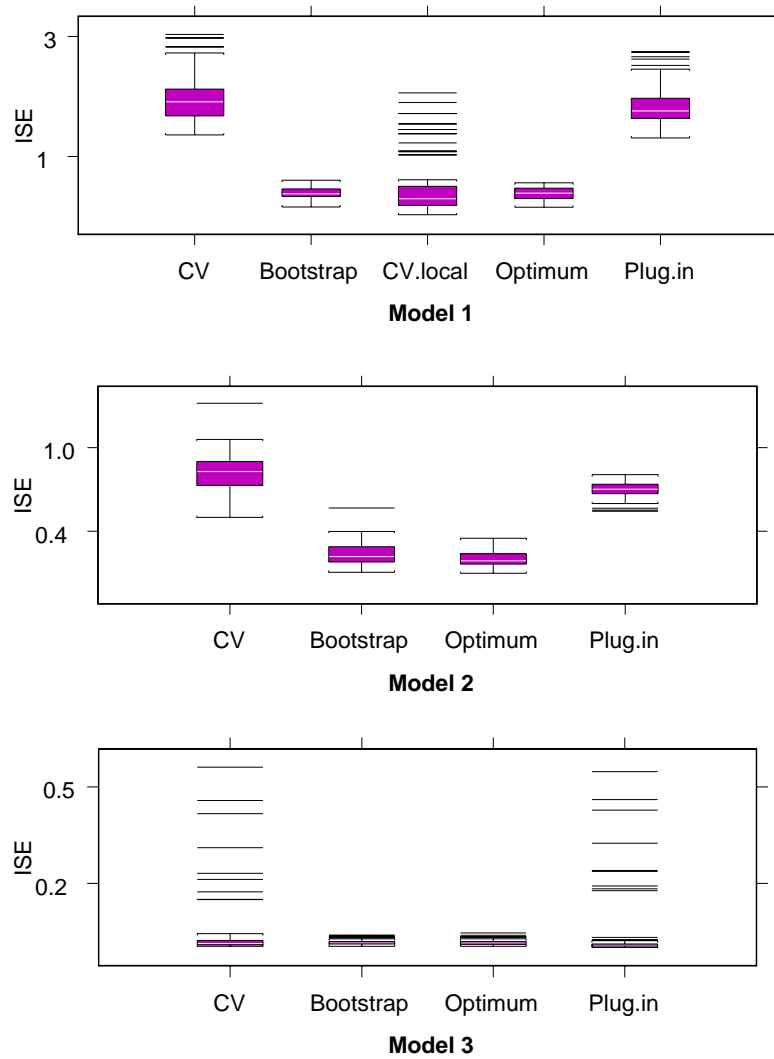 3
1
ISE
CV Bootstrap CV.local Optimum Plug.in
Model 1
1.0
0.4
ISE
CV Bootstrap Optimum Plug.in
Model 2
0.5
0.2
ISE
CV Bootstrap Optimum Plug.in
Model 3